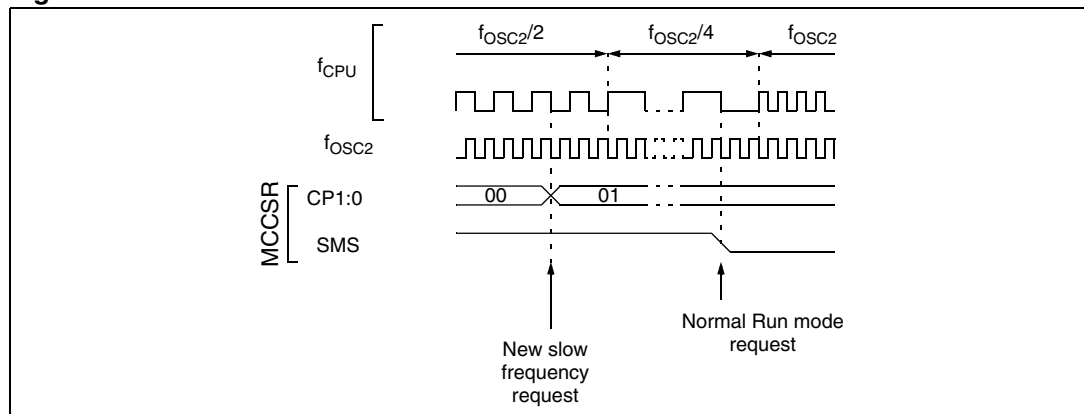 fOSC2/2 fOSC2/4 fOSC2
fCPU
fOSC2
MCCSR
CP1:0 00 01
SMS
New slow
frequency
request
Normal Run mode
request